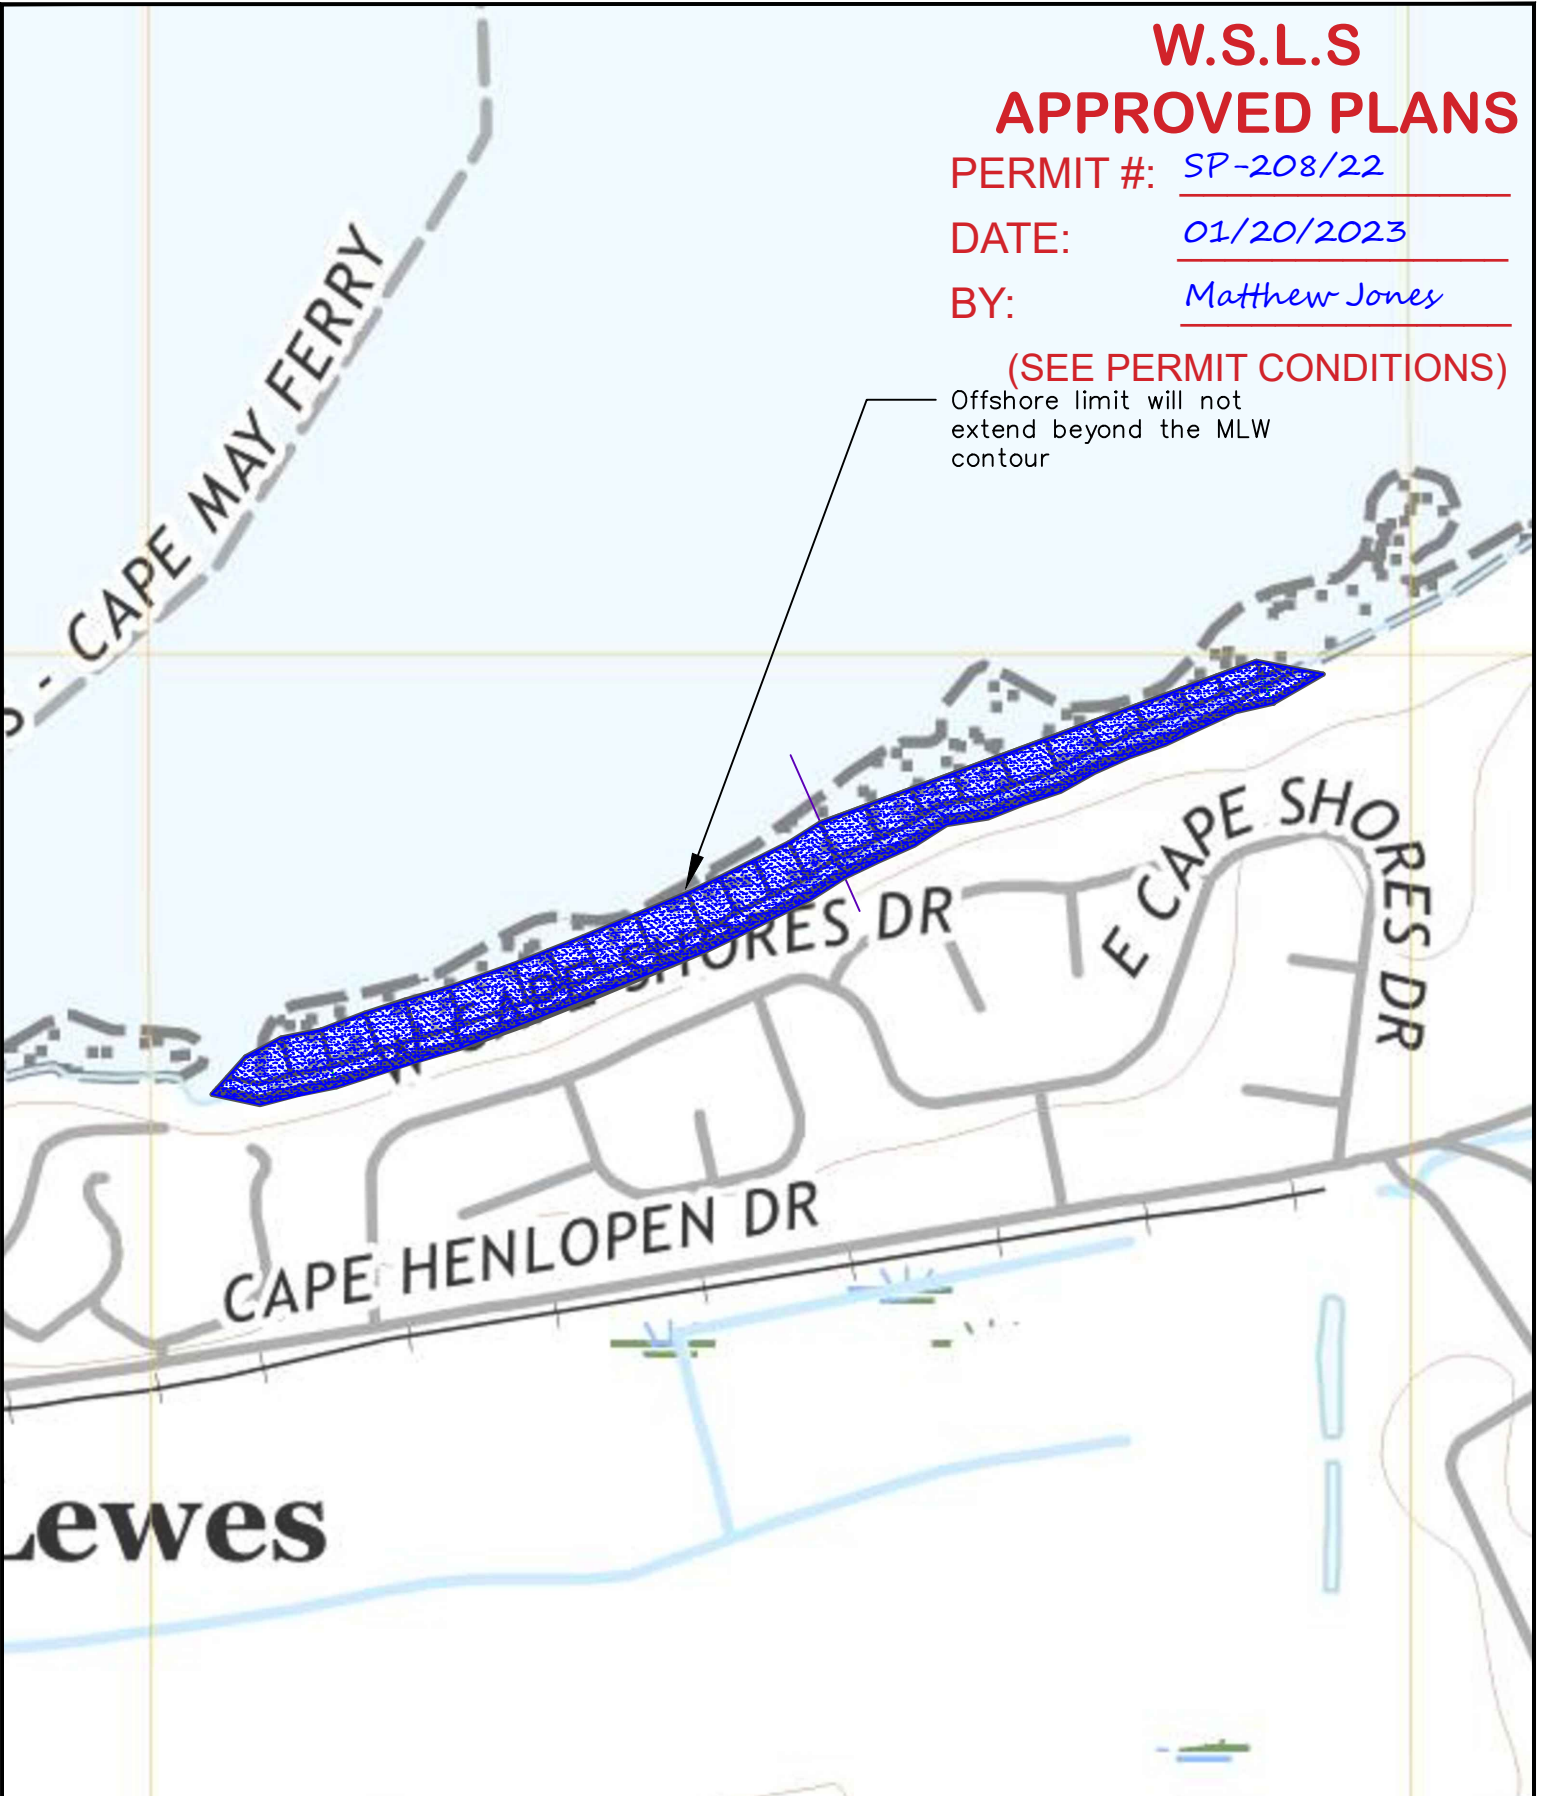 W.S.L.S
APPROVED PLANS
PERMIT #: SP-208/22
DATE: 01/20/2023
BY: Matthew Jones
(SEE PERMIT CONDITIONS)
Offshore limit will not
extend beyond the MLW
contour
S - CAPE MAY FERRY
W CAPE SHORES DR
E CAPE SHORES DR
CAPE HENLOPEN DR
Lewes